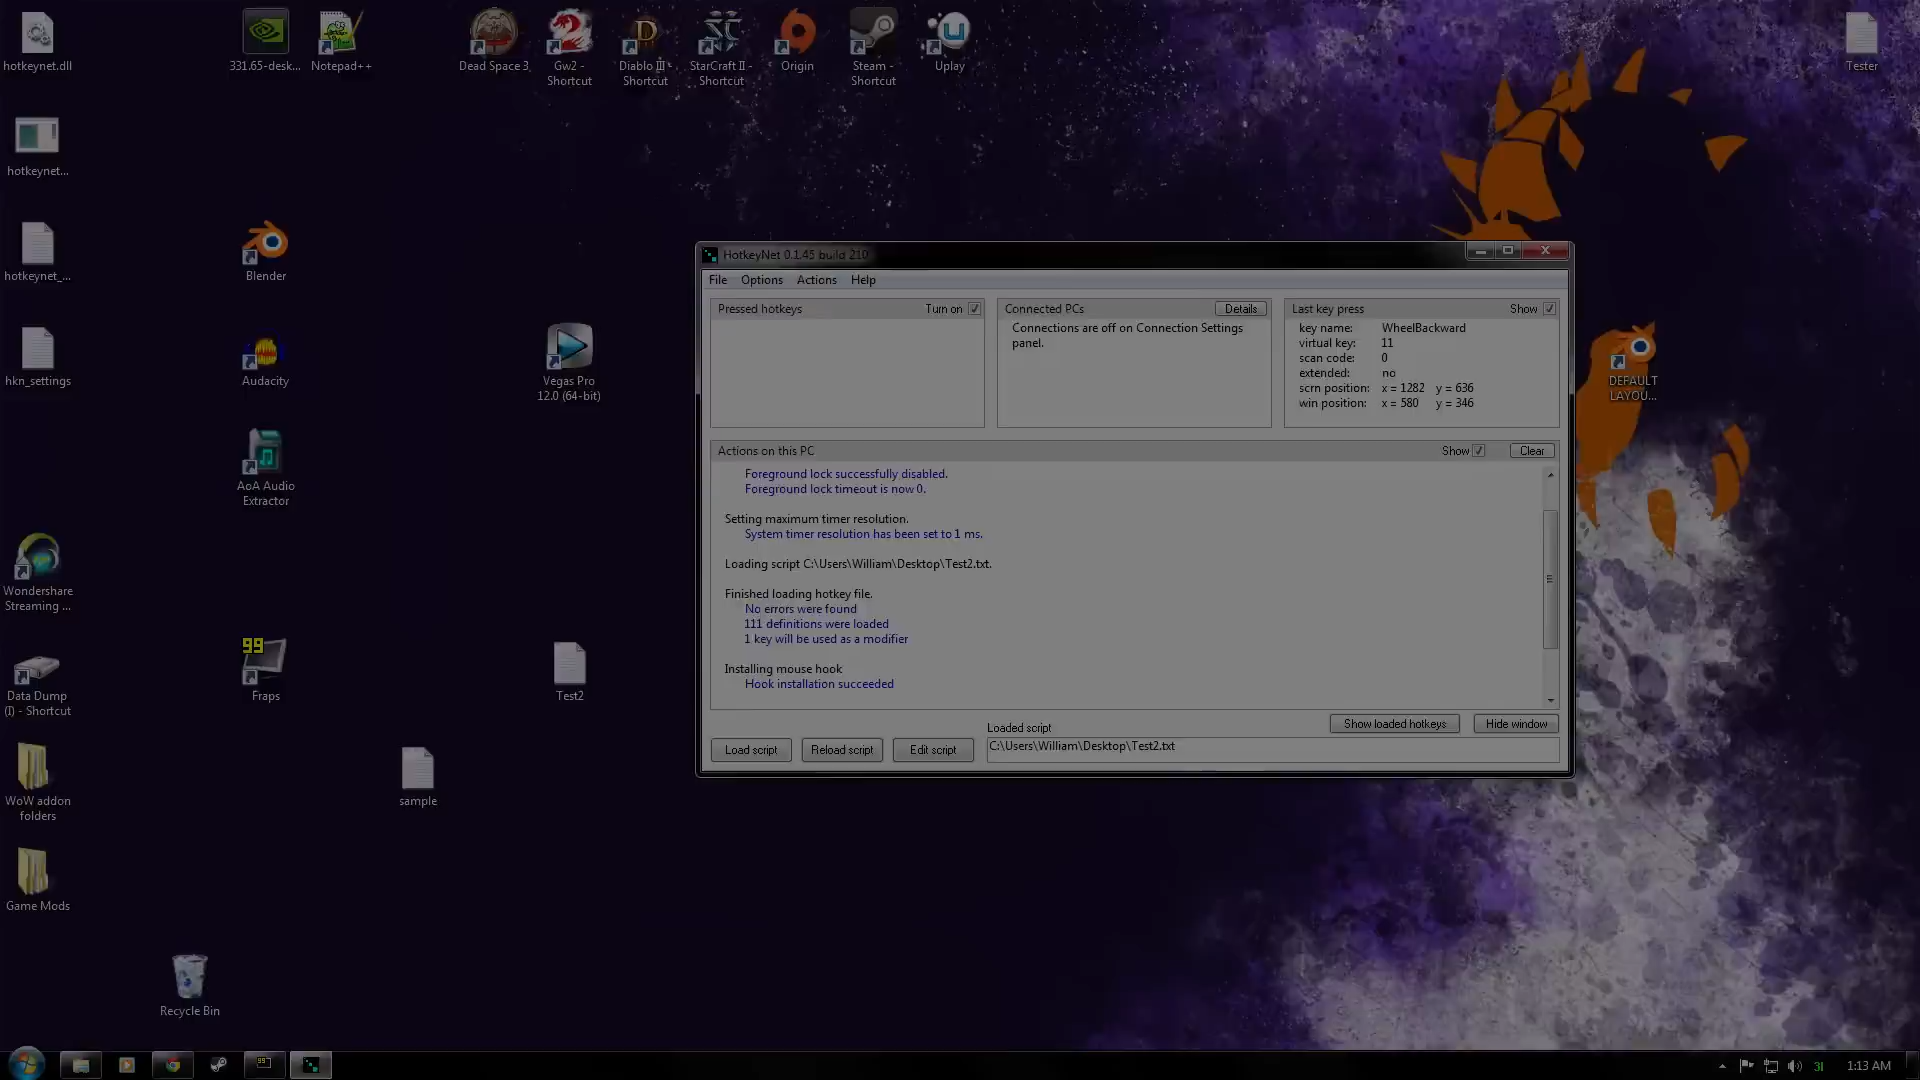 hotkeynet.dll
331.65-desk...
Notepad++
Dead Space 3
Gw2 -
Shortcut
Diablo III -
Shortcut
StarCraft II -
Shortcut
Origin
Steam -
Shortcut
Uplay
Tester
hotkeynet...
hotkeynet_...
Blender
hkn_settings
Audacity
Vegas Pro
12.0 (64-bit)
AoA Audio
Extractor
Wondershare
Streaming ...
Data Dump
(I) - Shortcut
99
Fraps
Test2
WoW addon
folders
sample
Game Mods
Recycle Bin
DEFAULT
LAYOU...
HotkeyNet 0.1.45 build 210
File Options Actions Help
Pressed hotkeys Turn on
Connected PCs Details
Connections are off on Connection Settings
panel.
Last key press Show
key name: WheelBackward
virtual key: 11
scan code: 0
extended: no
scrn position: x = 1282 y = 636
win position: x = 580 y = 346
Actions on this PC Show Clear
Foreground lock successfully disabled.
Foreground lock timeout is now 0.
Setting maximum timer resolution.
System timer resolution has been set to 1 ms.
Loading script C:\Users\William\Desktop\Test2.txt.
Finished loading hotkey file.
No errors were found
111 definitions were loaded
1 key will be used as a modifier
Installing mouse hook
Hook installation succeeded
Show loaded hotkeys Hide window
Loaded script
Load script Reload script Edit script C:\Users\William\Desktop\Test2.txt
99
31
1:13 AM